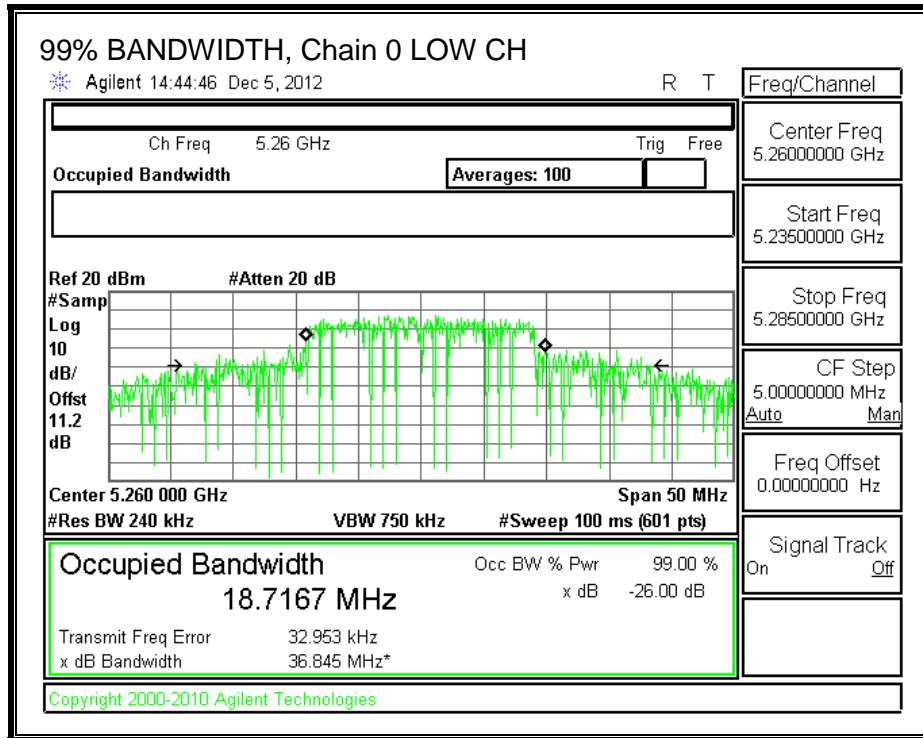 99% BANDWIDTH, Chain 0 LOW CH
Agilent 14:44:46 Dec 5, 2012 R T
Freq/Channel
Ch Freq 5.26 GHz Trig Free
Occupied Bandwidth Averages: 100
Ref 20 dBm #Atten 20 dB
#Samp
Log
10
dB/
Offst
11.2
dB
Center 5.260 000 GHz Span 50 MHz
#Res BW 240 kHz VBW 750 kHz #Sweep 100 ms (601 pts)
Occupied Bandwidth Occ BW % Pwr 99.00 %
18.7167 MHz x dB -26.00 dB
Transmit Freq Error 32.953 kHz
x dB Bandwidth 36.845 MHz*
Copyright 2000-2010 Agilent Technologies
Center Freq
5.26000000 GHz
Start Freq
5.23500000 GHz
Stop Freq
5.28500000 GHz
CF Step
5.00000000 MHz
Auto Man
Freq Offset
0.00000000 Hz
Signal Track
On Off